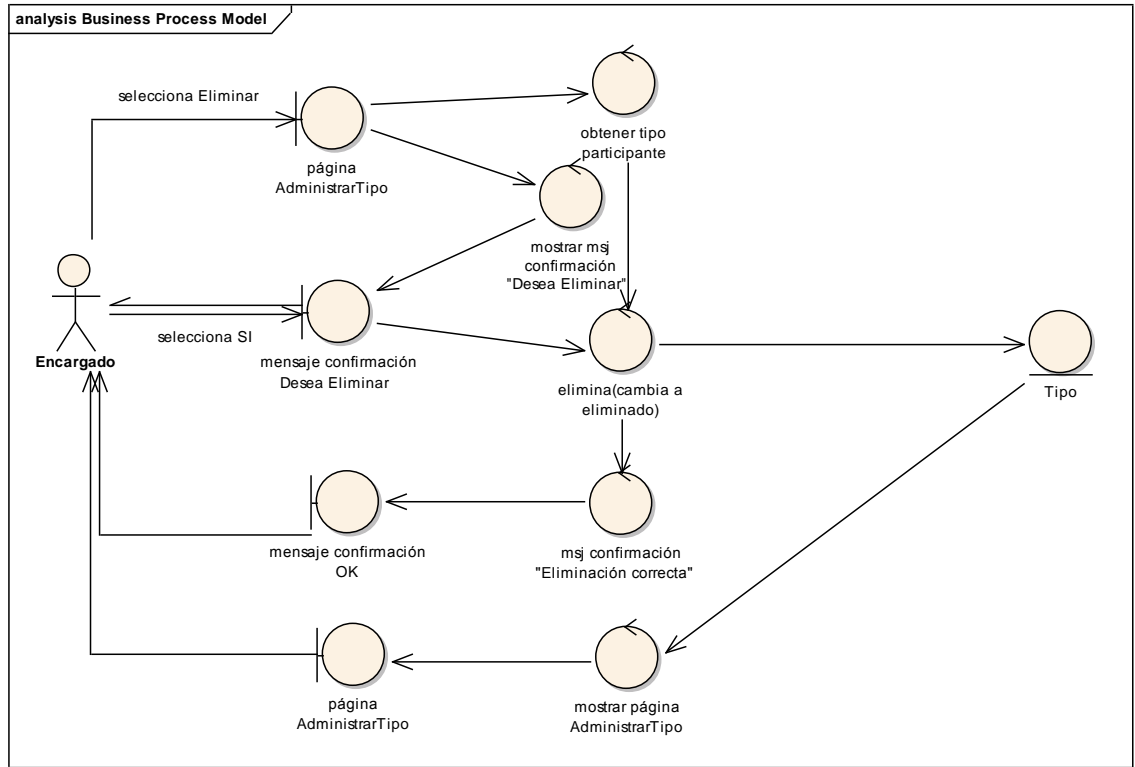 analysis Business Process Model
selecciona Eliminar
página
AdministrarTipo
obtener tipo
participante
mostrar msj
confirmación
"Desea Eliminar"
selecciona SI
Encargado
mensaje confirmación
Desea Eliminar
elimina(cambia a
eliminado)
Tipo
mensaje confirmación
OK
msj confirmación
"Eliminación correcta"
página
AdministrarTipo
mostrar página
AdministrarTipo